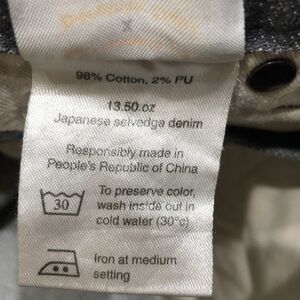 X
98% Cotton, 2% PU
13.50.oz
Japanese selvedge denim
Responsibly made in
People's Republic of China
30
To preserve color,
wash inside out in
cold water (30°c)
Iron at medium
setting